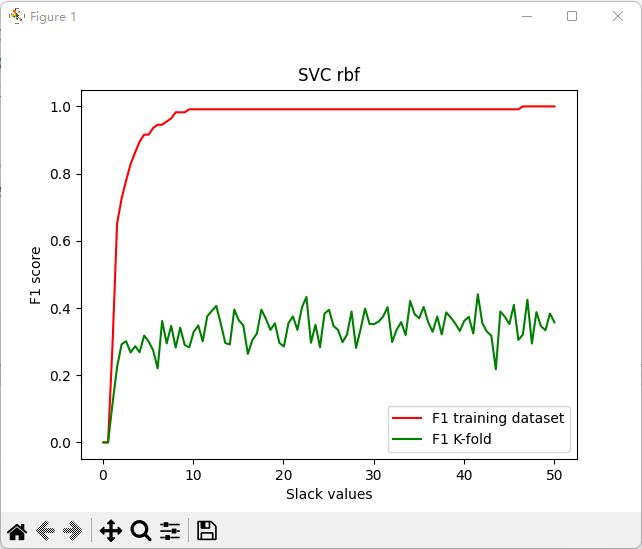 Figure 1
SVC rbf
F1 score
1.0
0.8
0.6
0.4
0.2
0.0
F1 training dataset
F1 K-fold
0
10
20
30
40
50
Slack values